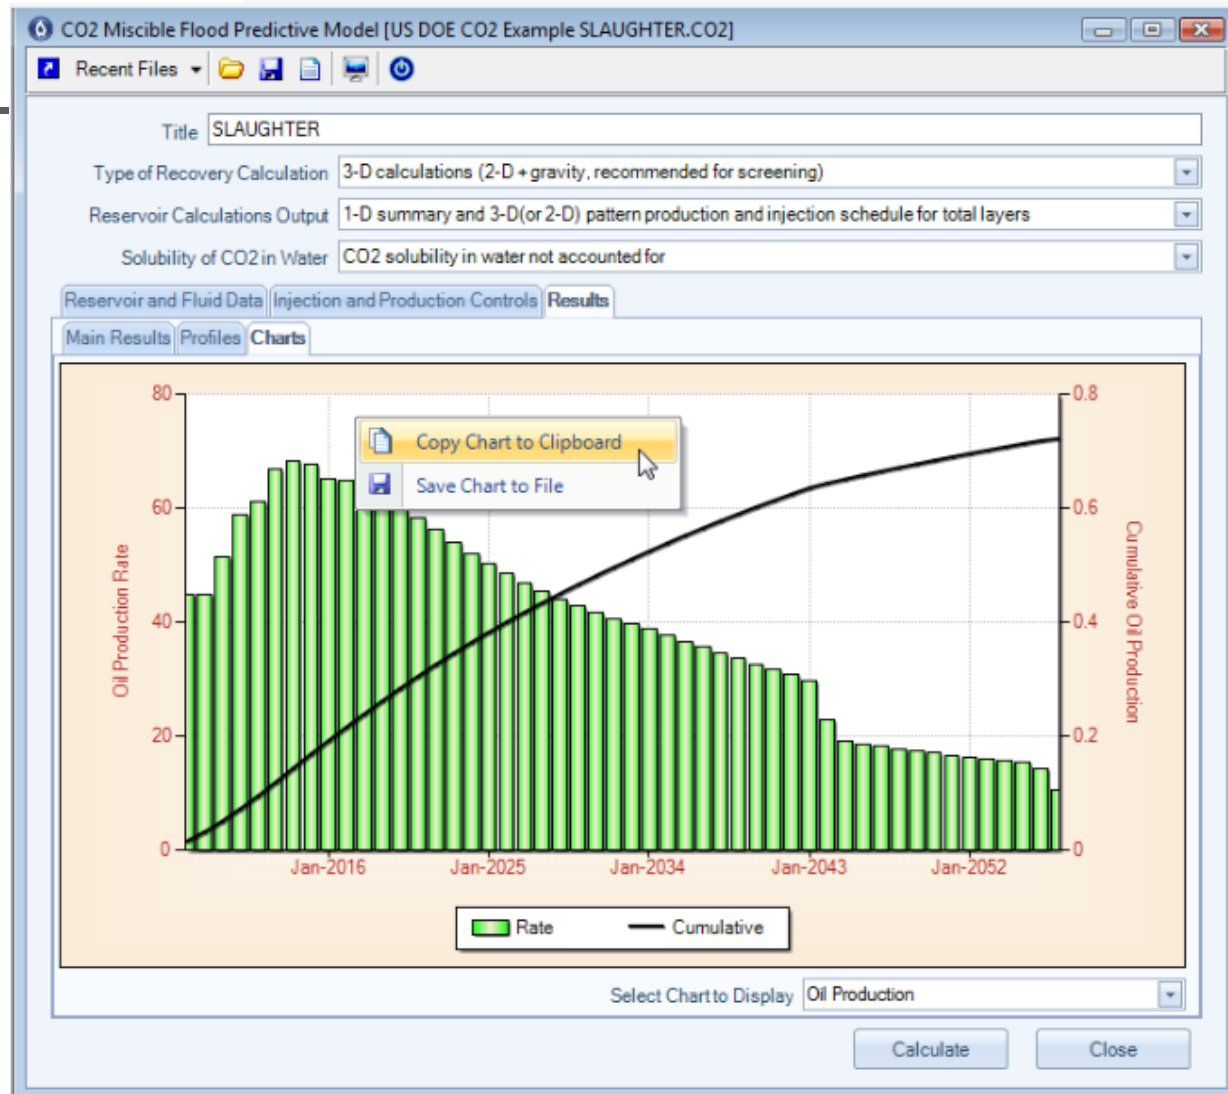 CO2 Miscible Flood Predictive Model [US DOE CO2 Example SLAUGHTER.CO2]
Recent Files
Title SLAUGHTER
Type of Recovery Calculation 3-D calculations (2-D + gravity, recommended for screening)
Reservoir Calculations Output 1-D summary and 3-D(or 2-D) pattern production and injection schedule for total layers
Solubility of CO2 in Water CO2 solubility in water not accounted for
Reservoir and Fluid Data Injection and Production Controls Results
Main Results Profiles Charts
80 0.8
Copy Chart to Clipboard
Save Chart to File
60 0.6
Oil Production Rate
Cumulative Oil Production
40 0.4
20 0.2
0 0
Jan-2016 Jan-2025 Jan-2034 Jan-2043 Jan-2052
Rate Cumulative
Select Chart to Display Oil Production
Calculate Close